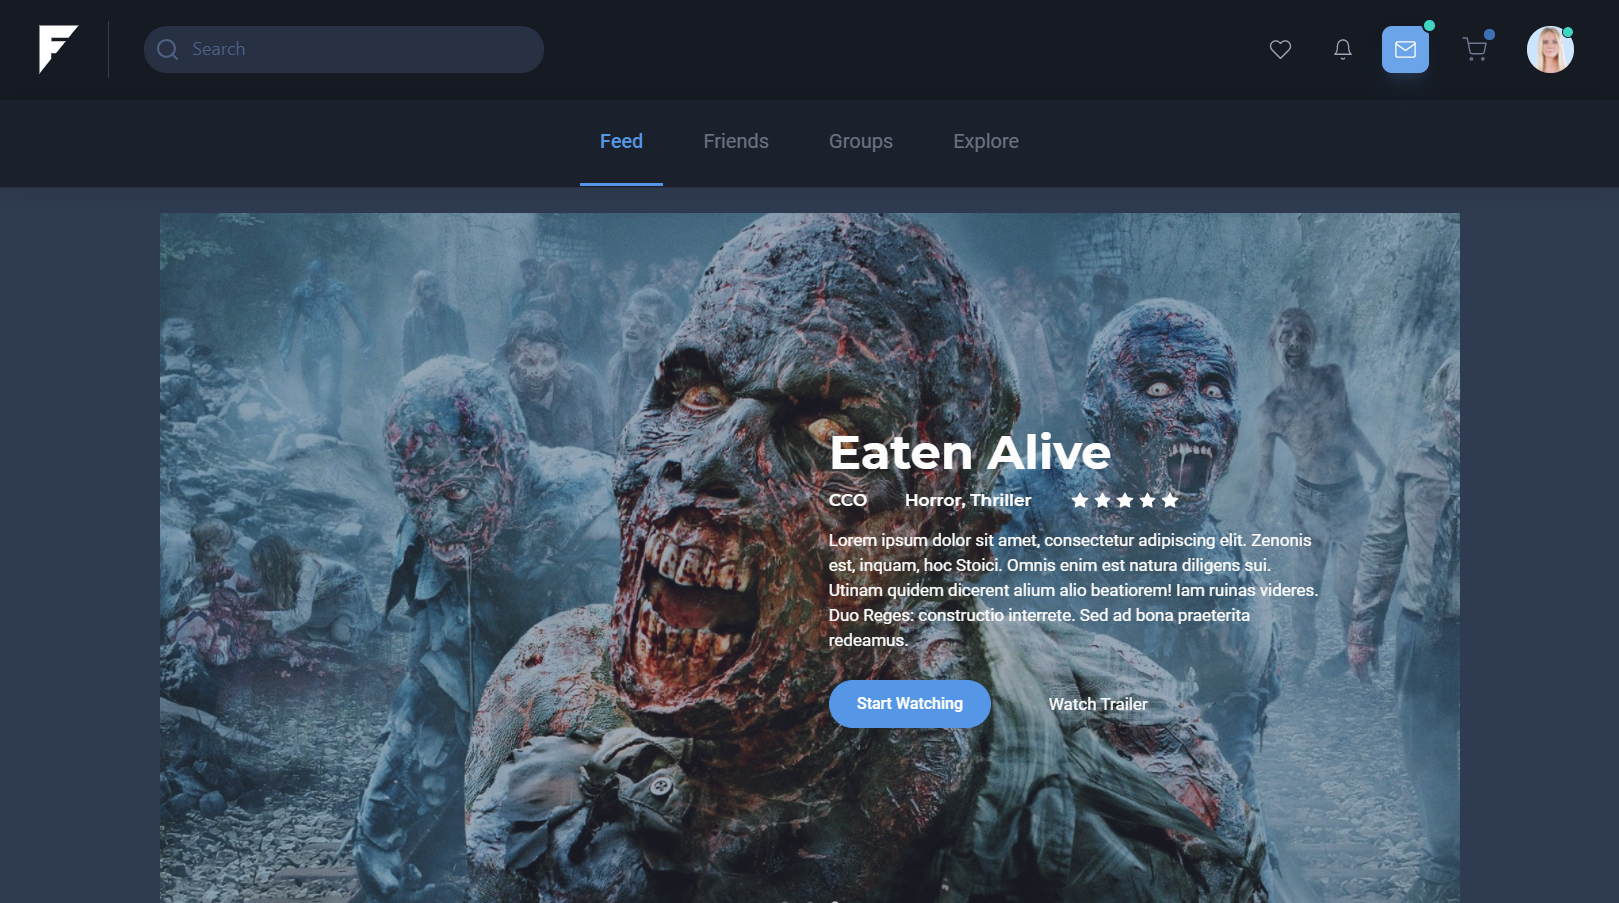 Search
Feed Friends Groups Explore
Eaten Alive
CCO Horror, Thriller
Lorem ipsum dolor sit amet, consectetur adipiscing elit. Zenonis
est, inquam, hoc Stoici. Omnis enim est natura diligens sui.
Utinam quidem dicerent alium alio beatiorem! Iam ruinas videres.
Duo Reges: constructio interrete. Sed ad bona praeterita
redeamus.
Start Watching Watch Trailer